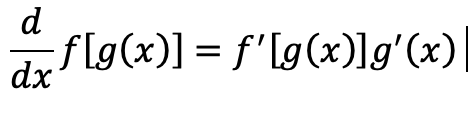 d/dx f[g(x)] = f'[g(x)]g'(x)